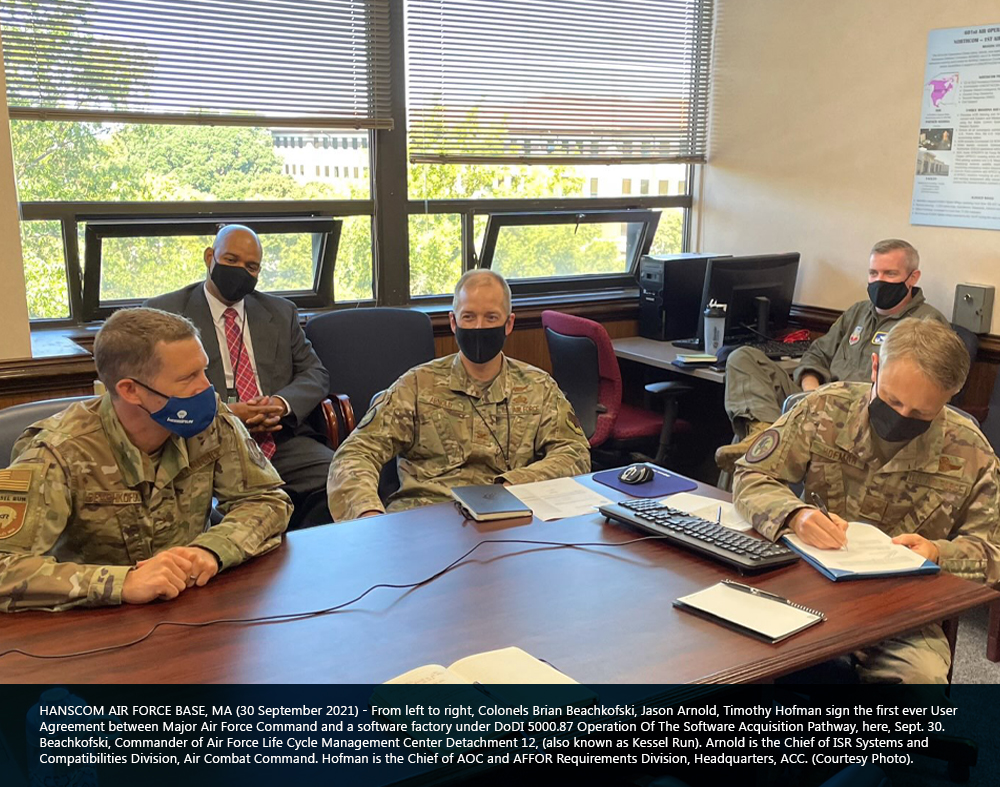 NORTHCOM - 1ST
HOFMAN
HANSCOM AIR FORCE BASE, MA (30 September 2021) - From left to right, Colonels Brian Beachkofski, Jason Arnold, Timothy Hofman sign the first ever User
Agreement between Major Air Force Command and a software factory under DoDI 5000.87 Operation Of The Software Acquisition Pathway, here, Sept. 30.
Beachkofski, Commander of Air Force Life Cycle Management Center Detachment 12, (also known as Kessel Run). Arnold is the Chief of ISR Systems and
Compatibilities Division, Air Combat Command. Hofman is the Chief of AOC and AFFOR Requirements Division, Headquarters, ACC. (Courtesy Photo).